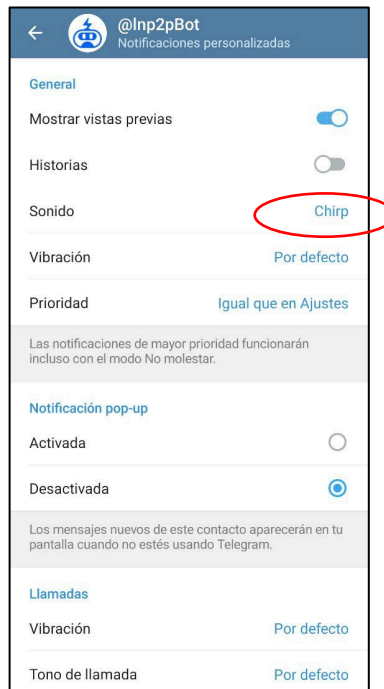 @lnp2pBot
Notificaciones personalizadas
General
Mostrar vistas previas
Historias
Sonido Chirp
Vibración Por defecto
Prioridad Igual que en Ajustes
Las notificaciones de mayor prioridad funcionarán
incluso con el modo No molestar.
Notificación pop-up
Activada
Desactivada
Los mensajes nuevos de este contacto aparecerán en tu
pantalla cuando no estés usando Telegram.
Llamadas
Vibración Por defecto
Tono de llamada Por defecto